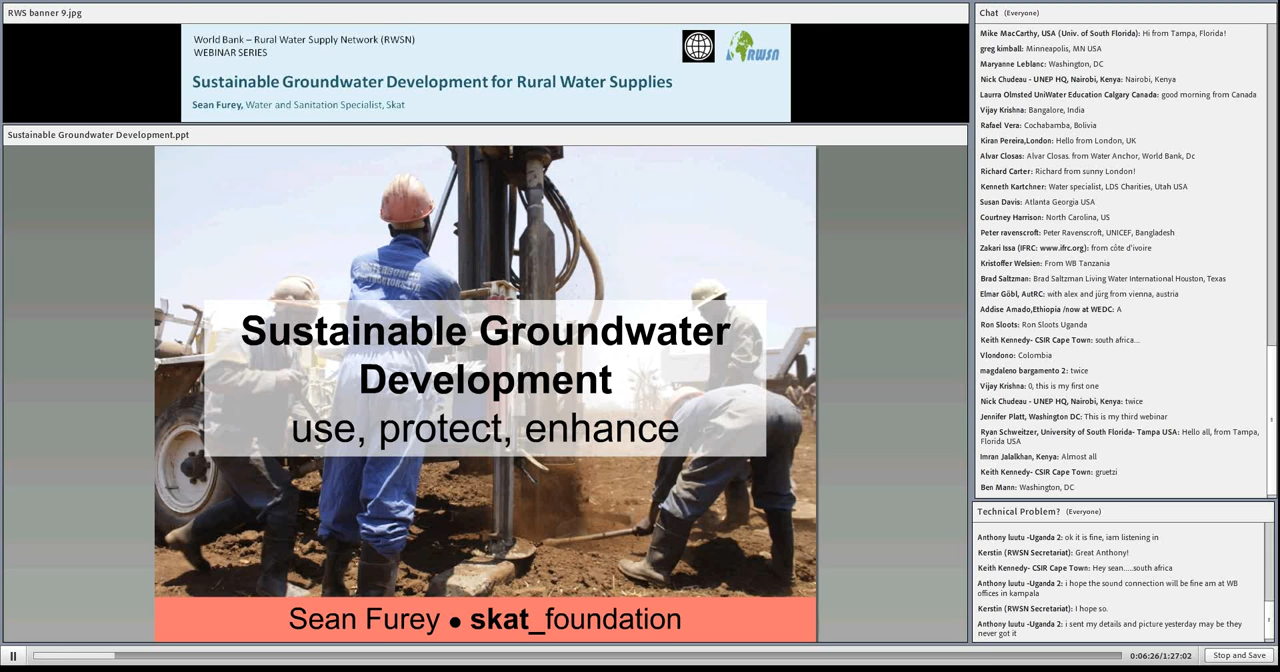 RWS banner 9.jpg
World Bank – Rural Water Supply Network (RWSN)
WEBINAR SERIES
RWSN
Sustainable Groundwater Development for Rural Water Supplies
Sean Furey, Water and Sanitation Specialist, Skat
Sustainable Groundwater Development.ppt
Sustainable Groundwater
Development
use, protect, enhance
Sean Furey ● skat_foundation
Chat (Everyone)
Mike MacCarthy, USA (Univ. of South Florida): Hi from Tampa, Florida!
greg kimball: Minneapolis, MN USA
Maryanne Leblanc: Washington, DC
Nick Chudeau - UNEP HQ, Nairobi, Kenya: Nairobi, Kenya
Laurra Olmsted UniWater Education Calgary Canada: good morning from Canada
Vijay Krishna: Bangalore, India
Rafael Vera: Cochabamba, Bolivia
Kiran Pereira,London: Hello from London, UK
Alvar Closas: Alvar Closas. from Water Anchor, World Bank, Dc
Richard Carter: Richard from sunny London!
Kenneth Kartchner: Water specialist, LDS Charities, Utah USA
Susan Davis: Atlanta Georgia USA
Courtney Harrison: North Carolina, US
Peter ravenscroft: Peter Ravenscroft, UNICEF, Bangladesh
Zakari Issa (IFRC: www.ifrc.org): from côte d'ivoire
Kristoffer Welsien: From WB Tanzania
Brad Saltzman: Brad Saltzman Living Water International Houston, Texas
Elmar Göbl, AutRC: with alex and jürg from vienna, austria
Addise Amado,Ethiopia /now at WEDC: A
Ron Sloots: Ron Sloots Uganda
Keith Kennedy- CSIR Cape Town: south africa...
Vlondono: Colombia
magdaleno bargamento 2: twice
Vijay Krishna: 0, this is my first one
Nick Chudeau - UNEP HQ, Nairobi, Kenya: twice
Jennifer Platt, Washington DC: This is my third webinar
Ryan Schweitzer, University of South Florida- Tampa USA: Hello all, from Tampa,
Florida USA
Imran Jalalkhan, Kenya: Almost all
Keith Kennedy- CSIR Cape Town: gruetzi
Ben Mann: Washington, DC
Technical Problem? (Everyone)
Anthony luutu -Uganda 2: ok it is fine, iam listening in
Kerstin (RWSN Secretariat): Great Anthony!
Keith Kennedy- CSIR Cape Town: Hey sean.....south africa
Anthony luutu -Uganda 2: i hope the sound connection will be fine am at WB
offices in kampala
Kerstin (RWSN Secretariat): I hope so.
Anthony luutu -Uganda 2: i sent my details and picture yesterday may be they
never got it
0:06:26/1:27:02
Stop and Save